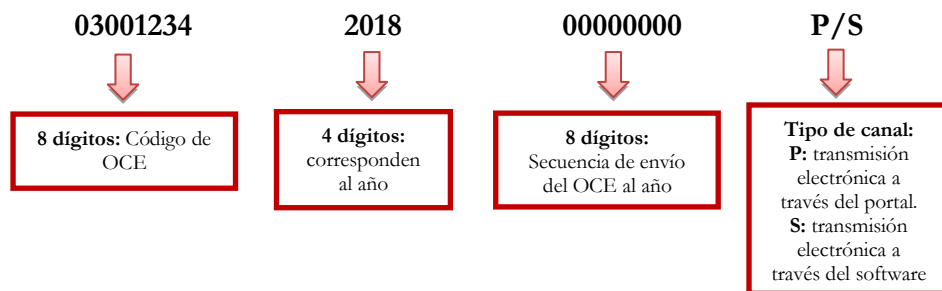 03001234 2018 00000000 P/S
8 dígitos: Código de
OCE
4 dígitos:
corresponden
al año
8 dígitos:
Secuencia de envío
del OCE al año
Tipo de canal:
P: transmisión
electrónica a
través del portal.
S: transmisión
electrónica a
través del software